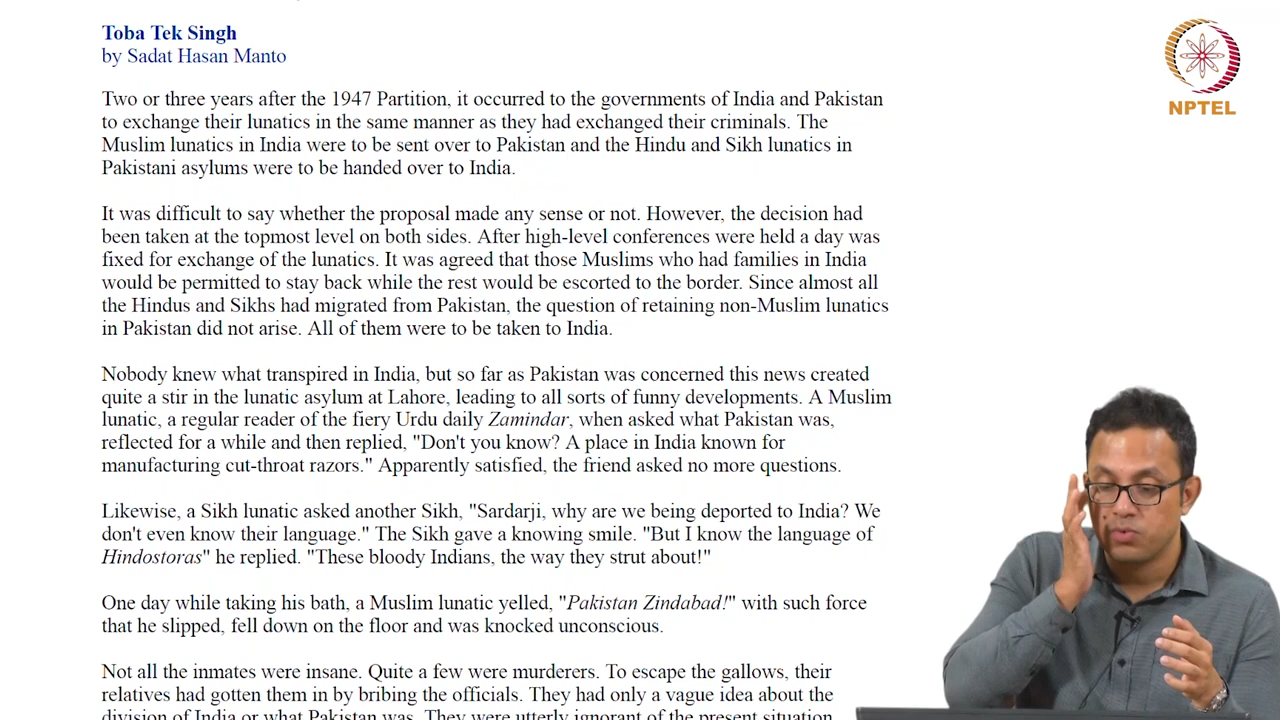 Toba Tek Singh
by Sadat Hasan Manto
Two or three years after the 1947 Partition, it occurred to the governments of India and Pakistan
to exchange their lunatics in the same manner as they had exchanged their criminals. The
Muslim lunatics in India were to be sent over to Pakistan and the Hindu and Sikh lunatics in
Pakistani asylums were to be handed over to India.
It was difficult to say whether the proposal made any sense or not. However, the decision had
been taken at the topmost level on both sides. After high-level conferences were held a day was
fixed for exchange of the lunatics. It was agreed that those Muslims who had families in India
would be permitted to stay back while the rest would be escorted to the border. Since almost all
the Hindus and Sikhs had migrated from Pakistan, the question of retaining non-Muslim lunatics
in Pakistan did not arise. All of them were to be taken to India.
Nobody knew what transpired in India, but so far as Pakistan was concerned this news created
quite a stir in the lunatic asylum at Lahore, leading to all sorts of funny developments. A Muslim
lunatic, a regular reader of the fiery Urdu daily Zamindar, when asked what Pakistan was,
reflected for a while and then replied, "Don't you know? A place in India known for
manufacturing cut-throat razors." Apparently satisfied, the friend asked no more questions.
Likewise, a Sikh lunatic asked another Sikh, "Sardarji, why are we being deported to India? We
don't even know their language." The Sikh gave a knowing smile. "But I know the language of
Hindostoras" he replied. "These bloody Indians, the way they strut about!"
One day while taking his bath, a Muslim lunatic yelled, "Pakistan Zindabad!" with such force
that he slipped, fell down on the floor and was knocked unconscious.
Not all the inmates were insane. Quite a few were murderers. To escape the gallows, their
relatives had gotten them in by bribing the officials. They had only a vague idea about the
division of India or what Pakistan was. They were utterly ignorant of the present situation.
NPTEL